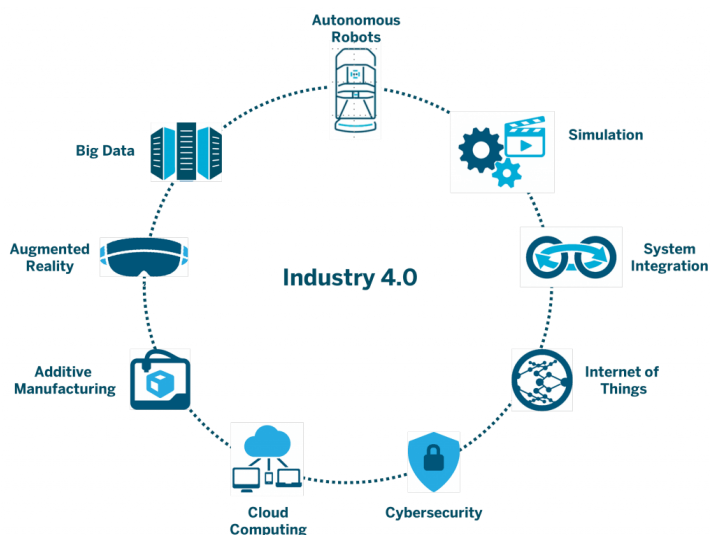 Autonomous
Robots
Simulation
Big Data
System
Integration
Augmented
Reality
Industry 4.0
Internet of
Things
Additive
Manufacturing
Cybersecurity
Cloud
Computing